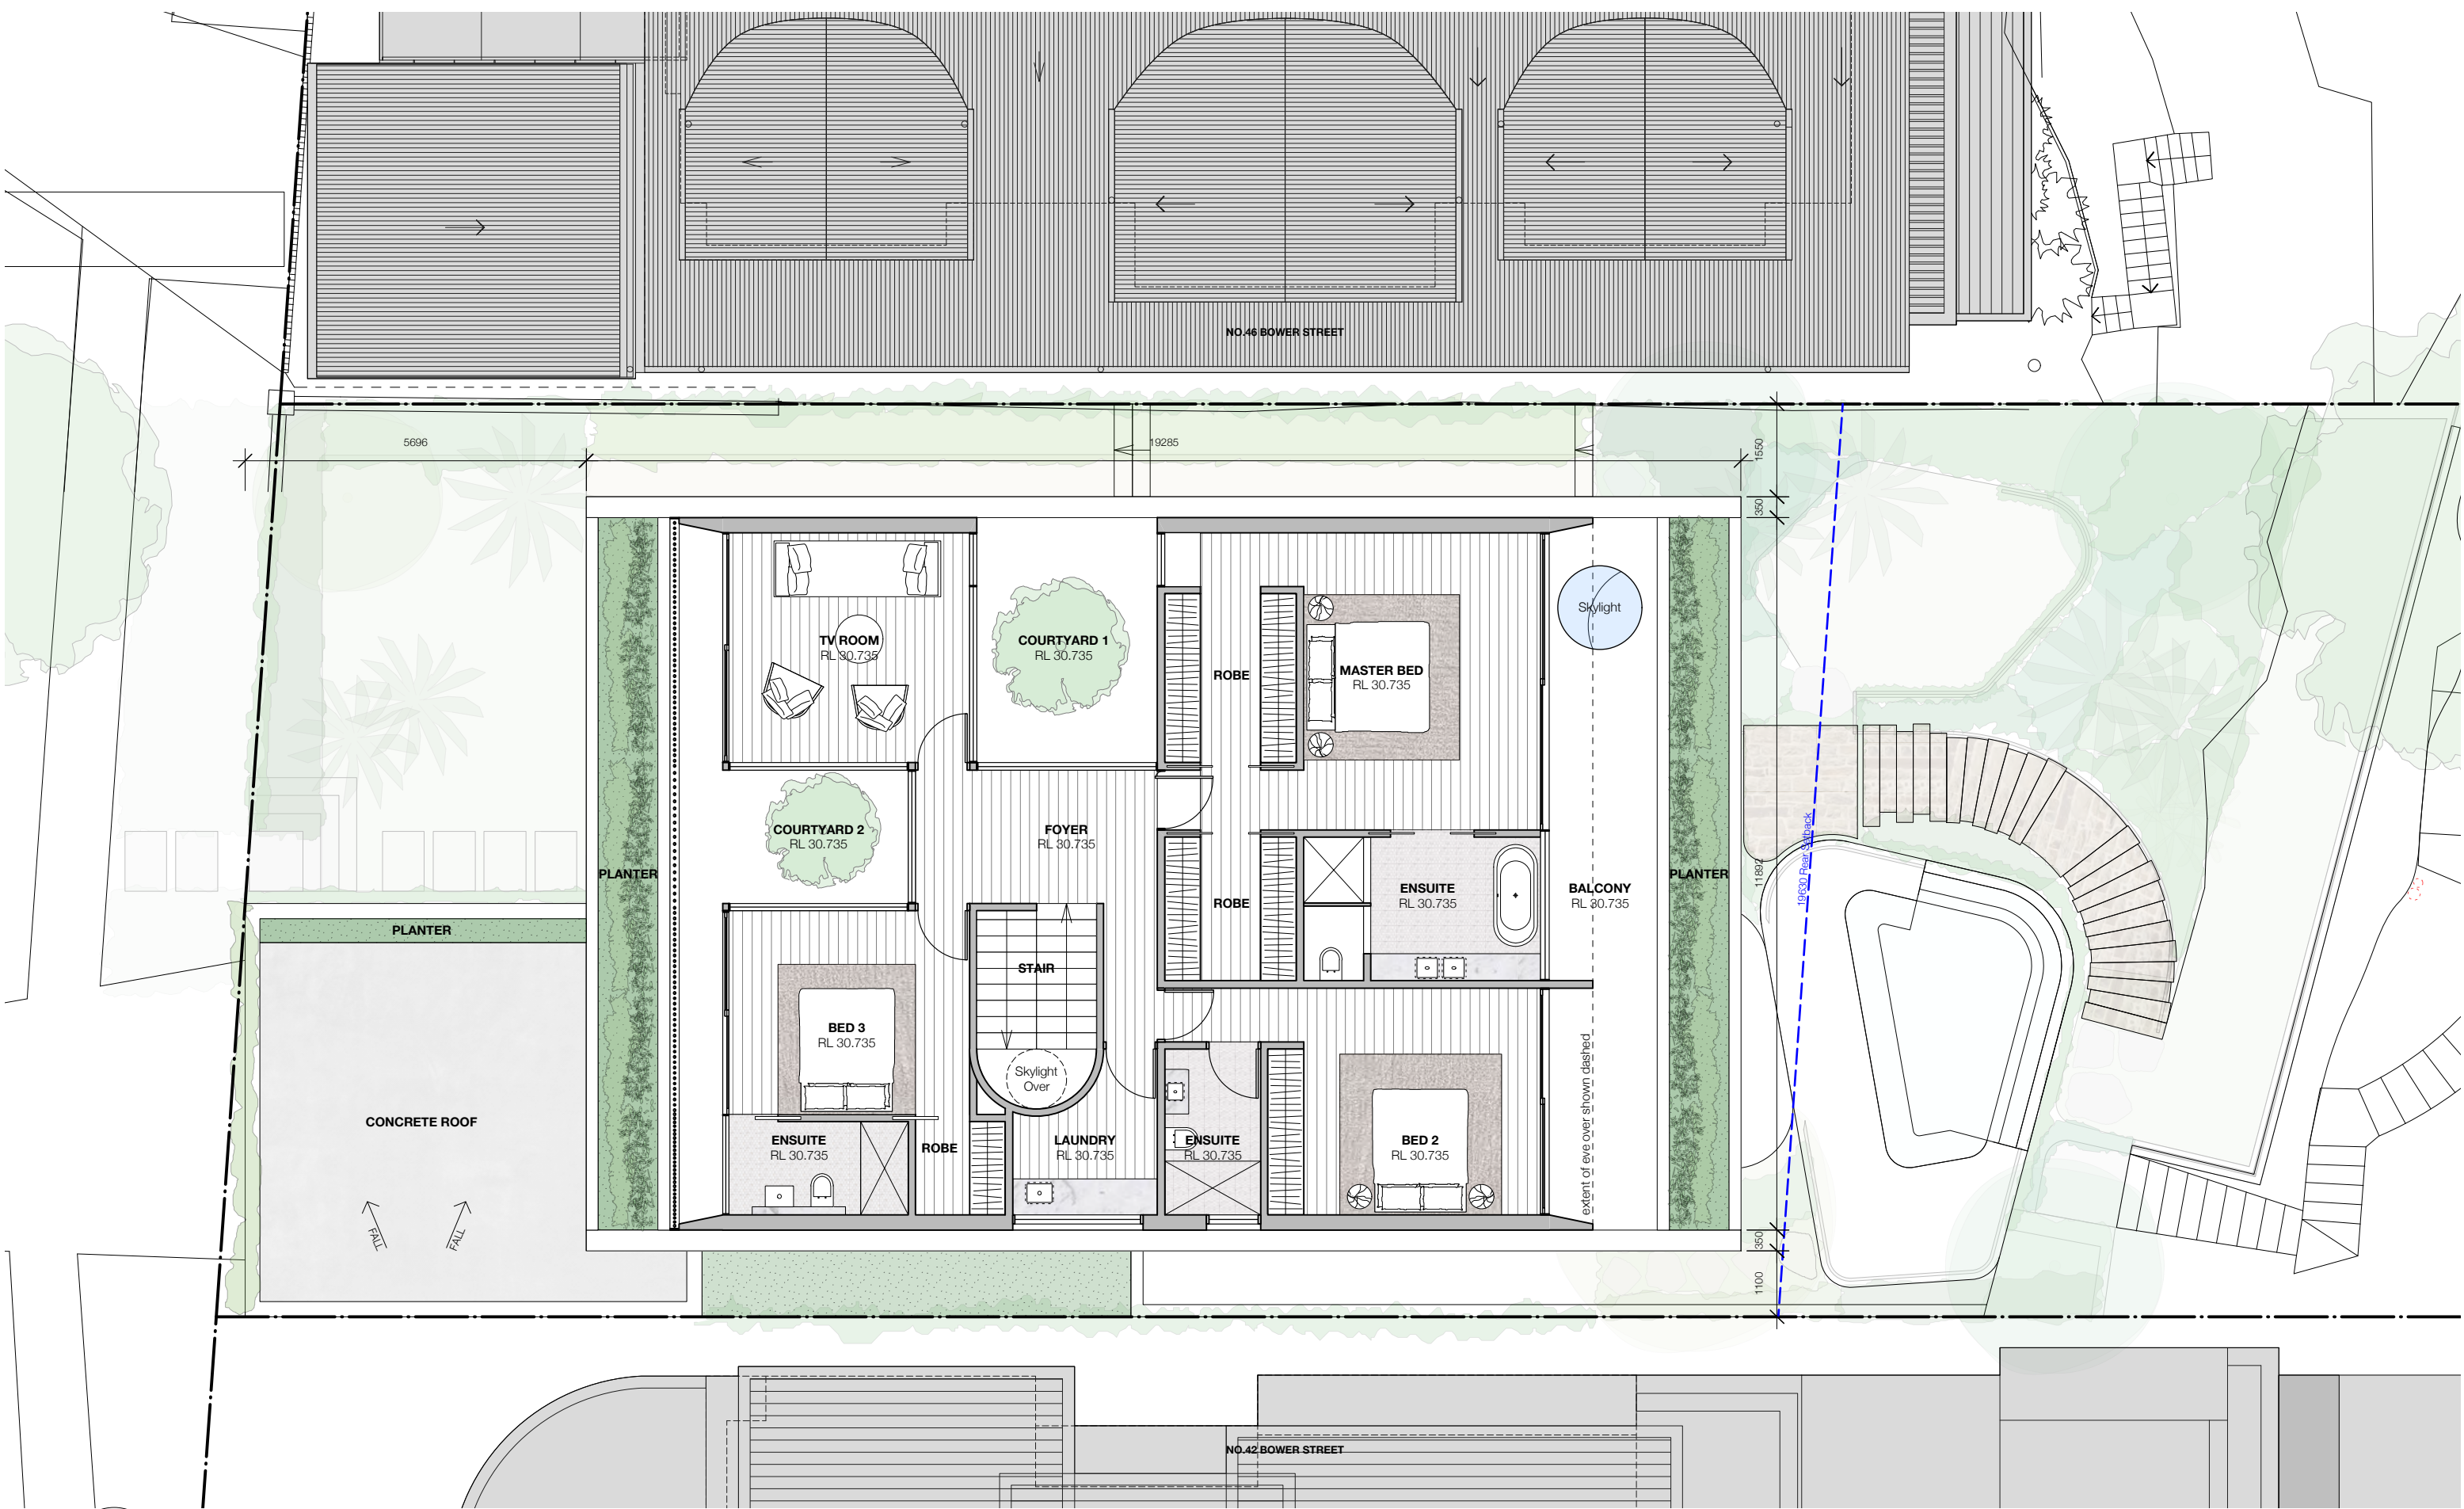 NO.46 BOWER STREET
5696
19285
1550
350
Skylight
TV ROOM
RL 30.735
COURTYARD 1
RL 30.735
ROBE
MASTER BED
RL 30.735
COURTYARD 2
RL 30.735
FOYER
RL 30.735
PLANTER
PLANTER
11892
19630 Rear Setback
ENSUITE
RL 30.735
BALCONY
RL 30.735
ROBE
PLANTER
STAIR
BED 3
RL 30.735
Skylight
Over
extent of eve over shown dashed
CONCRETE ROOF
ENSUITE
RL 30.735
ROBE
LAUNDRY
RL 30.735
ENSUITE
RL 30.735
BED 2
RL 30.735
FALL
FALL
350
1100
NO.42 BOWER STREET